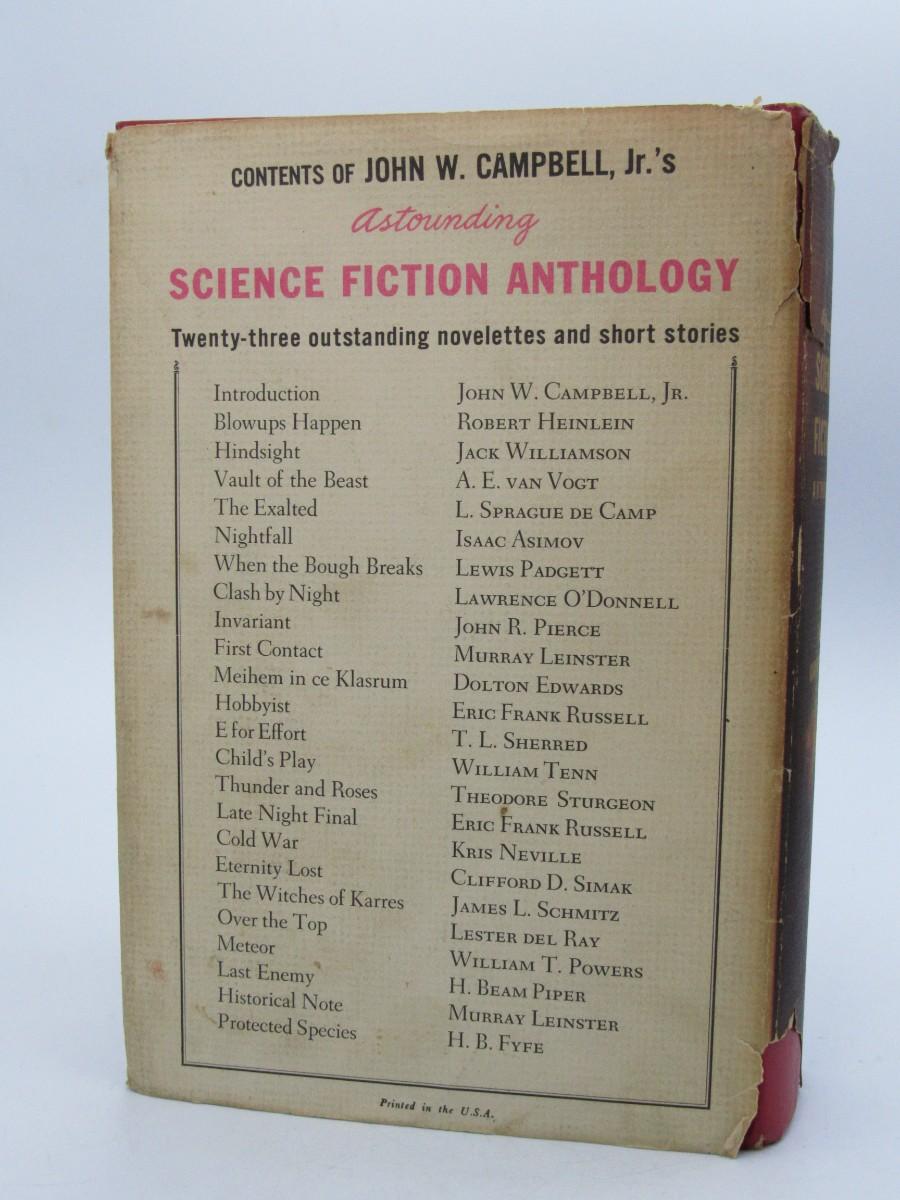 CONTENTS OF JOHN W. CAMPBELL, Jr.'s
Astounding
SCIENCE FICTION ANTHOLOGY
Twenty-three outstanding novelettes and short stories
Introduction JOHN W. CAMPBELL, JR.
Blowups Happen ROBERT HEINLEIN
Hindsight JACK WILLIAMSON
Vault of the Beast A. E. VAN VOGT
The Exalted L. SPRAGUE DE CAMP
Nightfall ISAAC ASIMOV
When the Bough Breaks LEWIS PADGETT
Clash by Night LAWRENCE O'DONNELL
Invariant JOHN R. PIERCE
First Contact MURRAY LEINSTER
Meihem in ce Klasrum DOLTON EDWARDS
Hobbyist ERIC FRANK RUSSELL
E for Effort T. L. SHERRED
Child's Play WILLIAM TENN
Thunder and Roses THEODORE STURGEON
Late Night Final ERIC FRANK RUSSELL
Cold War KRIS NEVILLE
Eternity Lost CLIFFORD D. SIMAK
The Witches of Karres JAMES L. SCHMITZ
Over the Top LESTER DEL RAY
Meteor WILLIAM T. POWERS
Last Enemy H. BEAM PIPER
Historical Note MURRAY LEINSTER
Protected Species H. B. FYFE
Printed in the U.S.A.